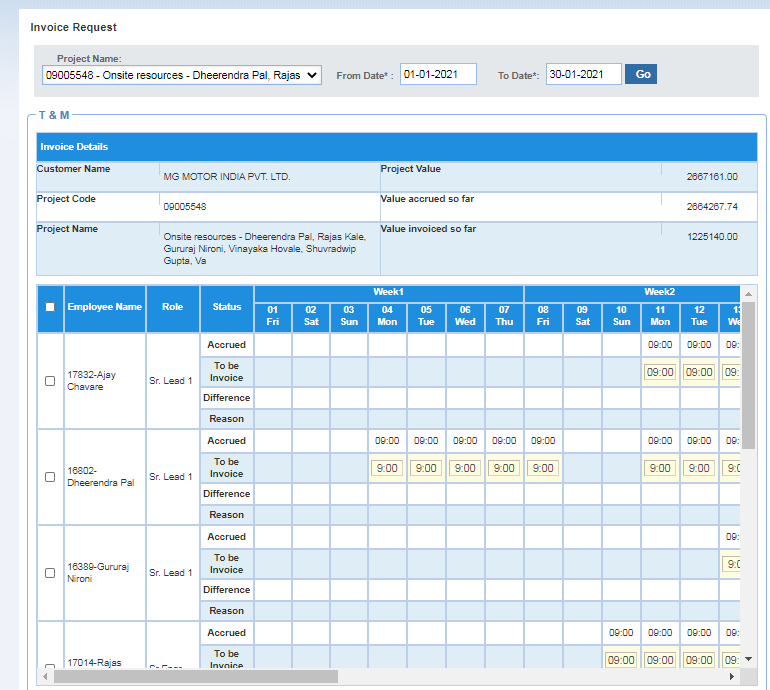 Invoice Request
Project Name:
09005548 - Onsite resources - Dheerendra Pal, Rajas
From Date* :
01-01-2021
To Date*:
30-01-2021
Go
T & M
Invoice Details
Customer Name
MG MOTOR INDIA PVT. LTD.
Project Value
2667161.00
Project Code
09005548
Value accrued so far
2664267.74
Project Name
Onsite resources - Dheerendra Pal, Rajas Kale,
Gururaj Nironi, Vinayaka Hovale, Shuvradwip
Gupta, Va
Value invoiced so far
1225140.00
Employee Name Role Status
Week1 Week2
01 02 03 04 05 06 07 08 09 10 11 12 13
Fri Sat Sun Mon Tue Wed Thu Fri Sat Sun Mon Tue We
17832-Ajay
Chavare
Sr. Lead 1
Accrued 09:00 09:00 09:
To be
Invoice
09:00 09:00 09:
Difference
Reason
16802-
Dheerendra Pal
Sr. Lead 1
Accrued 09:00 09:00 09:00 09:00 09:00 09:00 09:00 09:
To be
Invoice
9:00 9:00 9:00 9:00 9:00 9:00 9:00 9:0
Difference
Reason
16389-Gururaj
Nironi
Sr. Lead 1
Accrued 09:
To be
Invoice
9:0
Difference
Reason
17014-Rajas
Accrued 09:00 09:00 09:00 09:
To be
Invoice
09:00 09:00 09:00 09: